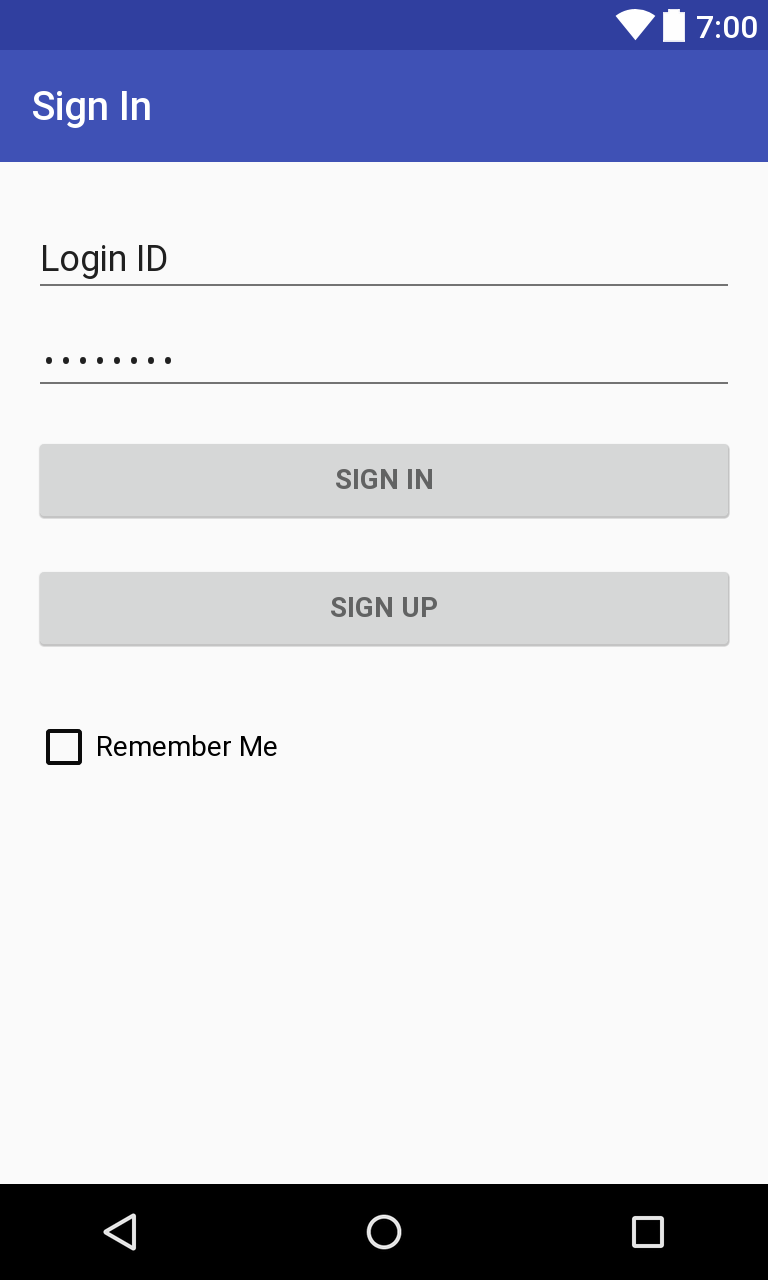 7:00
Sign In
Login ID
••••••••
SIGN IN
SIGN UP
Remember Me